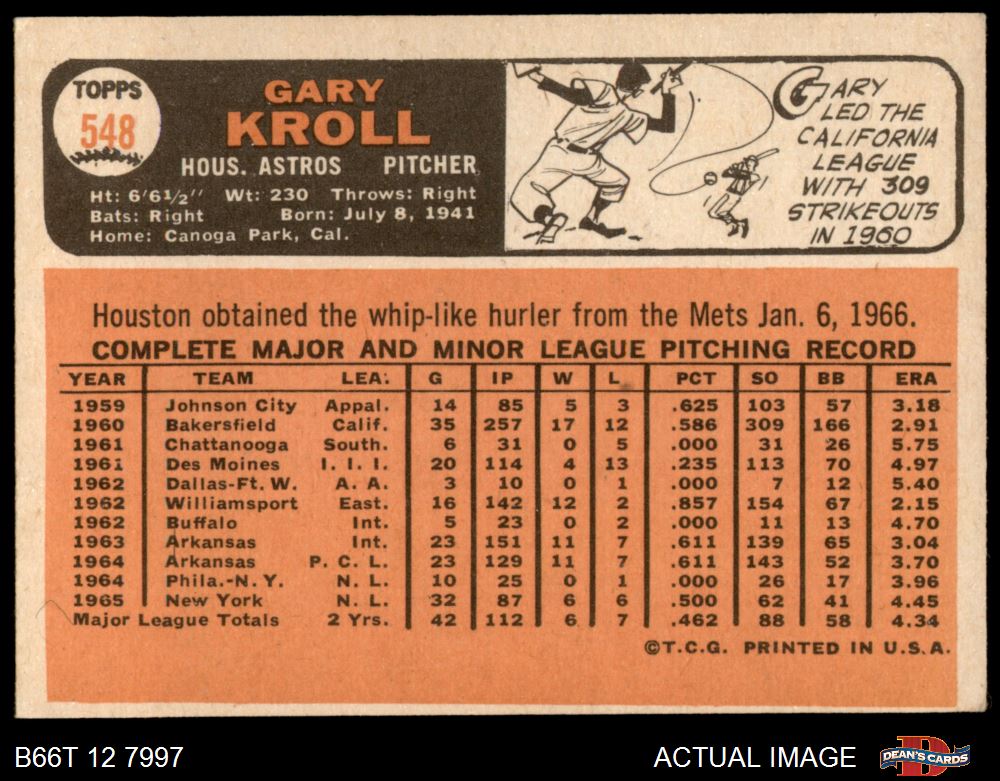 TOPPS
548
GARY
KROLL
HOUS. ASTROS PITCHER
Ht: 6'6½" Wt: 230 Throws: Right
Bats: Right Born: July 8, 1941
Home: Canoga Park, Cal.
GARY
LED THE
CALIFORNIA
LEAGUE
WITH 309
STRIKEOUTS
IN 1960
Houston obtained the whip-like hurler from the Mets Jan. 6, 1966.
COMPLETE MAJOR AND MINOR LEAGUE PITCHING RECORD
YEAR TEAM LEA. G IP W L PCT SO BB ERA
1959 Johnson City Appal. 14 85 5 3 .625 103 57 3.18
1960 Bakersfield Calif. 35 257 17 12 .586 309 166 2.91
1961 Chattanooga South. 6 31 0 5 .000 31 26 5.75
1961 Des Moines I. I. I. 20 114 4 13 .235 113 70 4.97
1962 Dallas-Ft. W. A. A. 3 10 0 1 .000 7 12 5.40
1962 Williamsport East. 16 142 12 2 .857 154 67 2.15
1962 Buffalo Int. 5 23 0 2 .000 11 13 4.70
1963 Arkansas Int. 23 151 11 7 .611 139 65 3.04
1964 Arkansas P. C. L. 23 129 11 7 .611 143 52 3.70
1964 Phila.-N. Y. N. L. 10 25 0 1 .000 26 17 3.96
1965 New York N. L. 32 87 6 6 .500 62 41 4.45
Major League Totals 2 Yrs. 42 112 6 7 .462 88 58 4.34
©T.C.G. PRINTED IN U.S.A.
B66T 12 7997 ACTUAL IMAGE DEAN'S CARDS